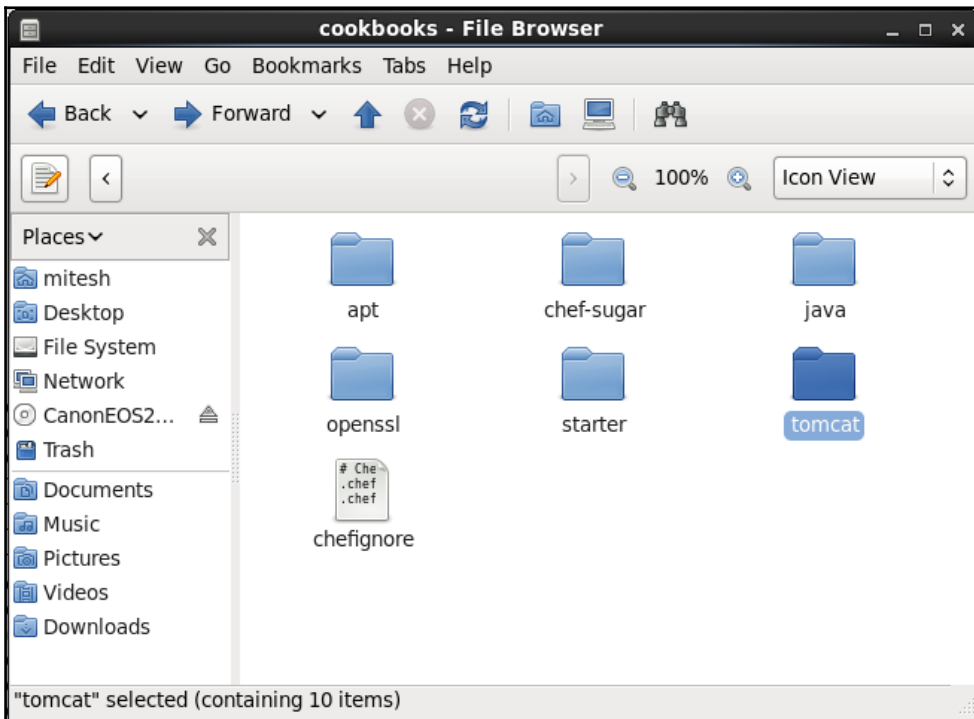 cookbooks - File Browser
File Edit View Go Bookmarks Tabs Help
Back Forward
100% Icon View
Places
mitesh
Desktop
File System
Network
CanonEOS2...
Trash
Documents
Music
Pictures
Videos
Downloads
apt chef-sugar java
openssl starter tomcat
# Che
.chef
.chef
chefignore
"tomcat" selected (containing 10 items)